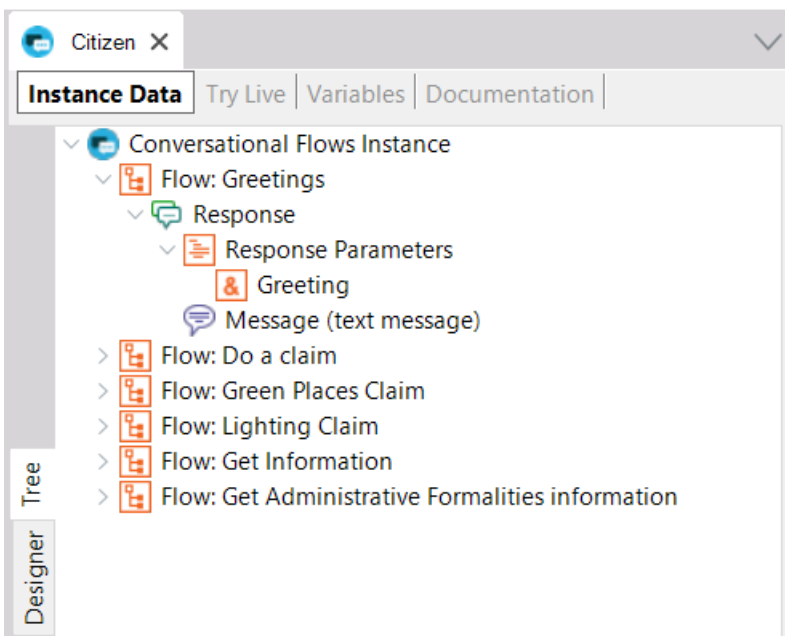 Citizen
Instance Data Try Live Variables Documentation
Conversational Flows Instance
Flow: Greetings
Response
Response Parameters
& Greeting
Message (text message)
Flow: Do a claim
Flow: Green Places Claim
Flow: Lighting Claim
Flow: Get Information
Flow: Get Administrative Formalities information
Tree
Designer